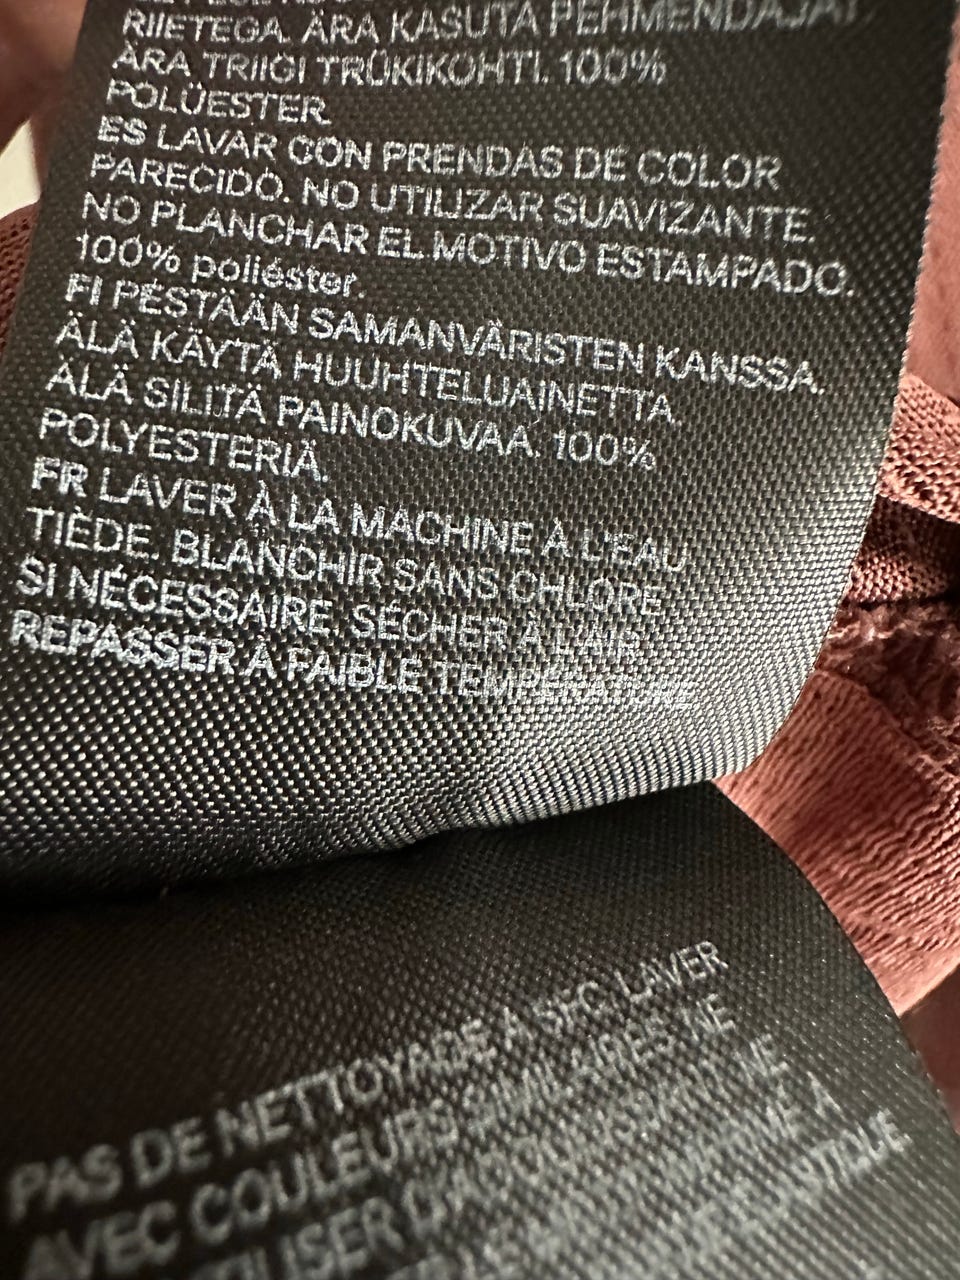 RIIETEGA. ÄRA KASUTA PEHMENDAJAT
ÄRA TRIIGI TRÜKIKOHTI. 100%
POLÜESTER.
ES LAVAR CON PRENDAS DE COLOR
PARECIDO. NO UTILIZAR SUAVIZANTE.
NO PLANCHAR EL MOTIVO ESTAMPADO.
100% poliéster.
FI PESTÄÄN SAMANVÄRISTEN KANSSA.
ÄLÄ KÄYTÄ HUUHTELUAINETTA.
ÄLÄ SILITÄ PAINOKUVAA. 100%
POLYESTERIÄ.
FR LAVER À LA MACHINE À L'EAU
TIÈDE. BLANCHIR SANS CHLORE
SI NÉCESSAIRE. SÉCHER À L'AIR.
REPASSER À FAIBLE TEMPÉRATURE
PAS DE NETTOYAGE À SEC. LAVER
AVEC COULEURS SIMILAIRES. NE